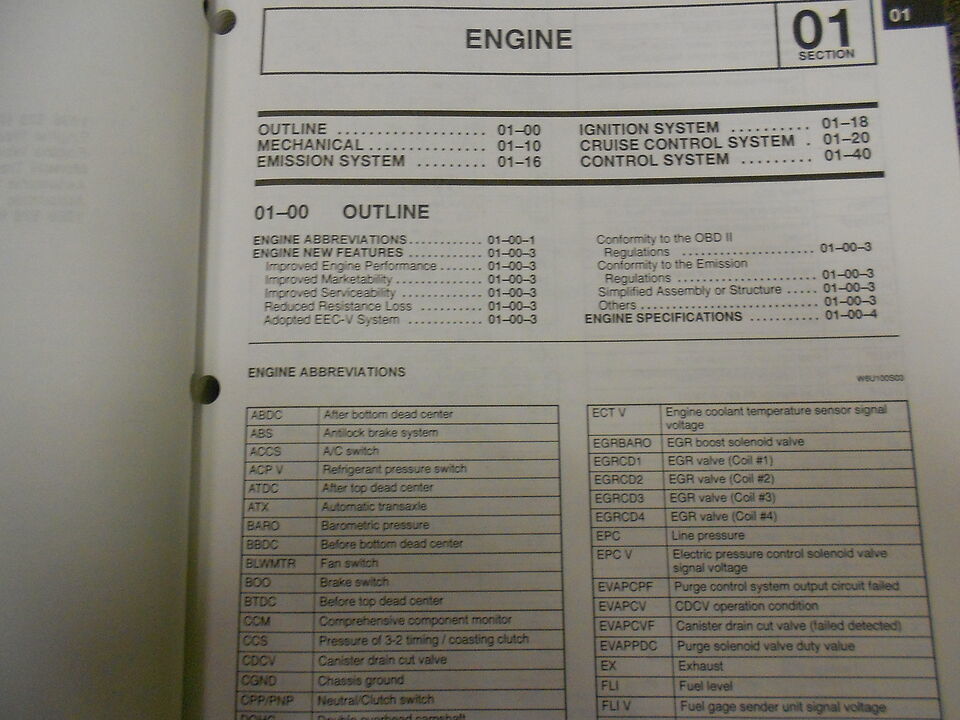 01
ENGINE
01
SECTION
OUTLINE .................. 01–00
MECHANICAL .............. 01–10
EMISSION SYSTEM ......... 01–16
IGNITION SYSTEM .......... 01–18
CRUISE CONTROL SYSTEM . 01–20
CONTROL SYSTEM ......... 01–40
01–00 OUTLINE
ENGINE ABBREVIATIONS ........... 01–00–1
ENGINE NEW FEATURES ........... 01–00–3
Improved Engine Performance ....... 01–00–3
Improved Marketability ............. 01–00–3
Improved Serviceability ............ 01–00–3
Reduced Resistance Loss ......... 01–00–3
Adopted EEC-V System ........... 01–00–3
Conformity to the OBD II
Regulations .................... 01–00–3
Conformity to the Emission
Regulations .................... 01–00–3
Simplified Assembly or Structure ..... 01–00–3
Others .......................... 01–00–3
ENGINE SPECIFICATIONS .......... 01–00–4
ENGINE ABBREVIATIONS
W6U100S03
ABDC After bottom dead center
ABS Antilock brake system
ACCS A/C switch
ACP V Refrigerant pressure switch
ATDC After top dead center
ATX Automatic transaxle
BARO Barometric pressure
BBDC Before bottom dead center
BLWMTR Fan switch
BOO Brake switch
BTDC Before top dead center
CCM Comprehensive component monitor
CCS Pressure of 3-2 timing / coasting clutch
CDCV Canister drain cut valve
CGND Chassis ground
CPP/PNP Neutral/Clutch switch
DOHC Double overhead camshaft
ECT V Engine coolant temperature sensor signal
voltage
EGRBARO EGR boost solenoid valve
EGRCD1 EGR valve (Coil #1)
EGRCD2 EGR valve (Coil #2)
EGRCD3 EGR valve (Coil #3)
EGRCD4 EGR valve (Coil #4)
EPC Line pressure
EPC V Electric pressure control solenoid valve
signal voltage
EVAPCPF Purge control system output circuit failed
EVAPCV CDCV operation condition
EVAPCVF Canister drain cut valve (failed detected)
EVAPPDC Purge solenoid valve duty value
EX Exhaust
FLI Fuel level
FLI V Fuel gage sender unit signal voltage